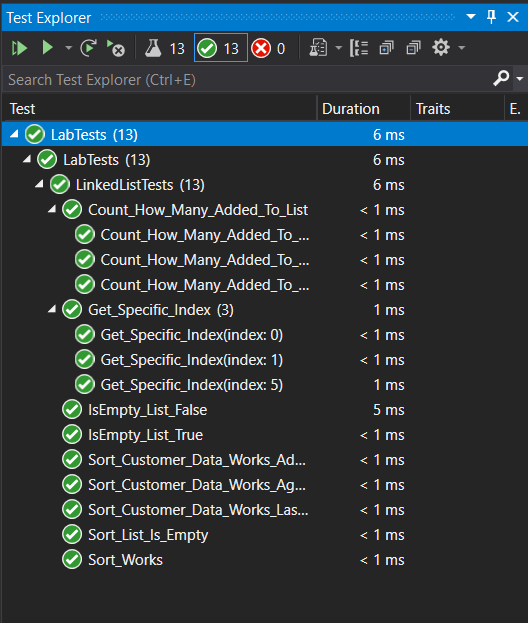 Test Explorer
13 13 0
Search Test Explorer (Ctrl+E)
Test Duration Traits E.
LabTests (13) 6 ms
LabTests (13) 6 ms
LinkedListTests (13) 6 ms
Count_How_Many_Added_To_List < 1 ms
Count_How_Many_Added_To_... < 1 ms
Count_How_Many_Added_To_... < 1 ms
Count_How_Many_Added_To_... < 1 ms
Get_Specific_Index (3) 1 ms
Get_Specific_Index(index: 0) < 1 ms
Get_Specific_Index(index: 1) < 1 ms
Get_Specific_Index(index: 5) 1 ms
IsEmpty_List_False 5 ms
IsEmpty_List_True < 1 ms
Sort_Customer_Data_Works_Ad... < 1 ms
Sort_Customer_Data_Works_Ag... < 1 ms
Sort_Customer_Data_Works_Las... < 1 ms
Sort_List_Is_Empty < 1 ms
Sort_Works < 1 ms